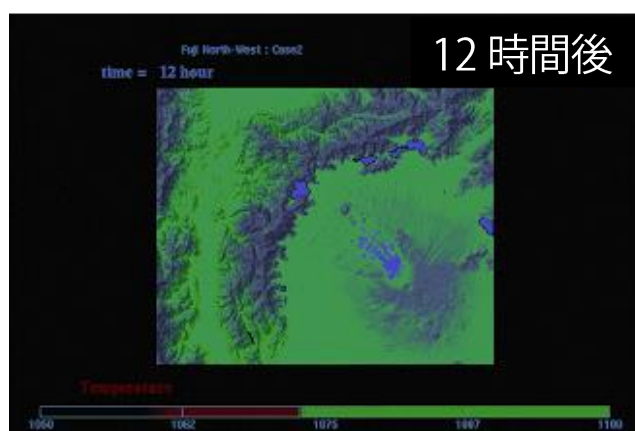 12 時間後
Fuji North-West : Case2
time = 12 hour
Temperature
1050 1062 1075 1087 1100